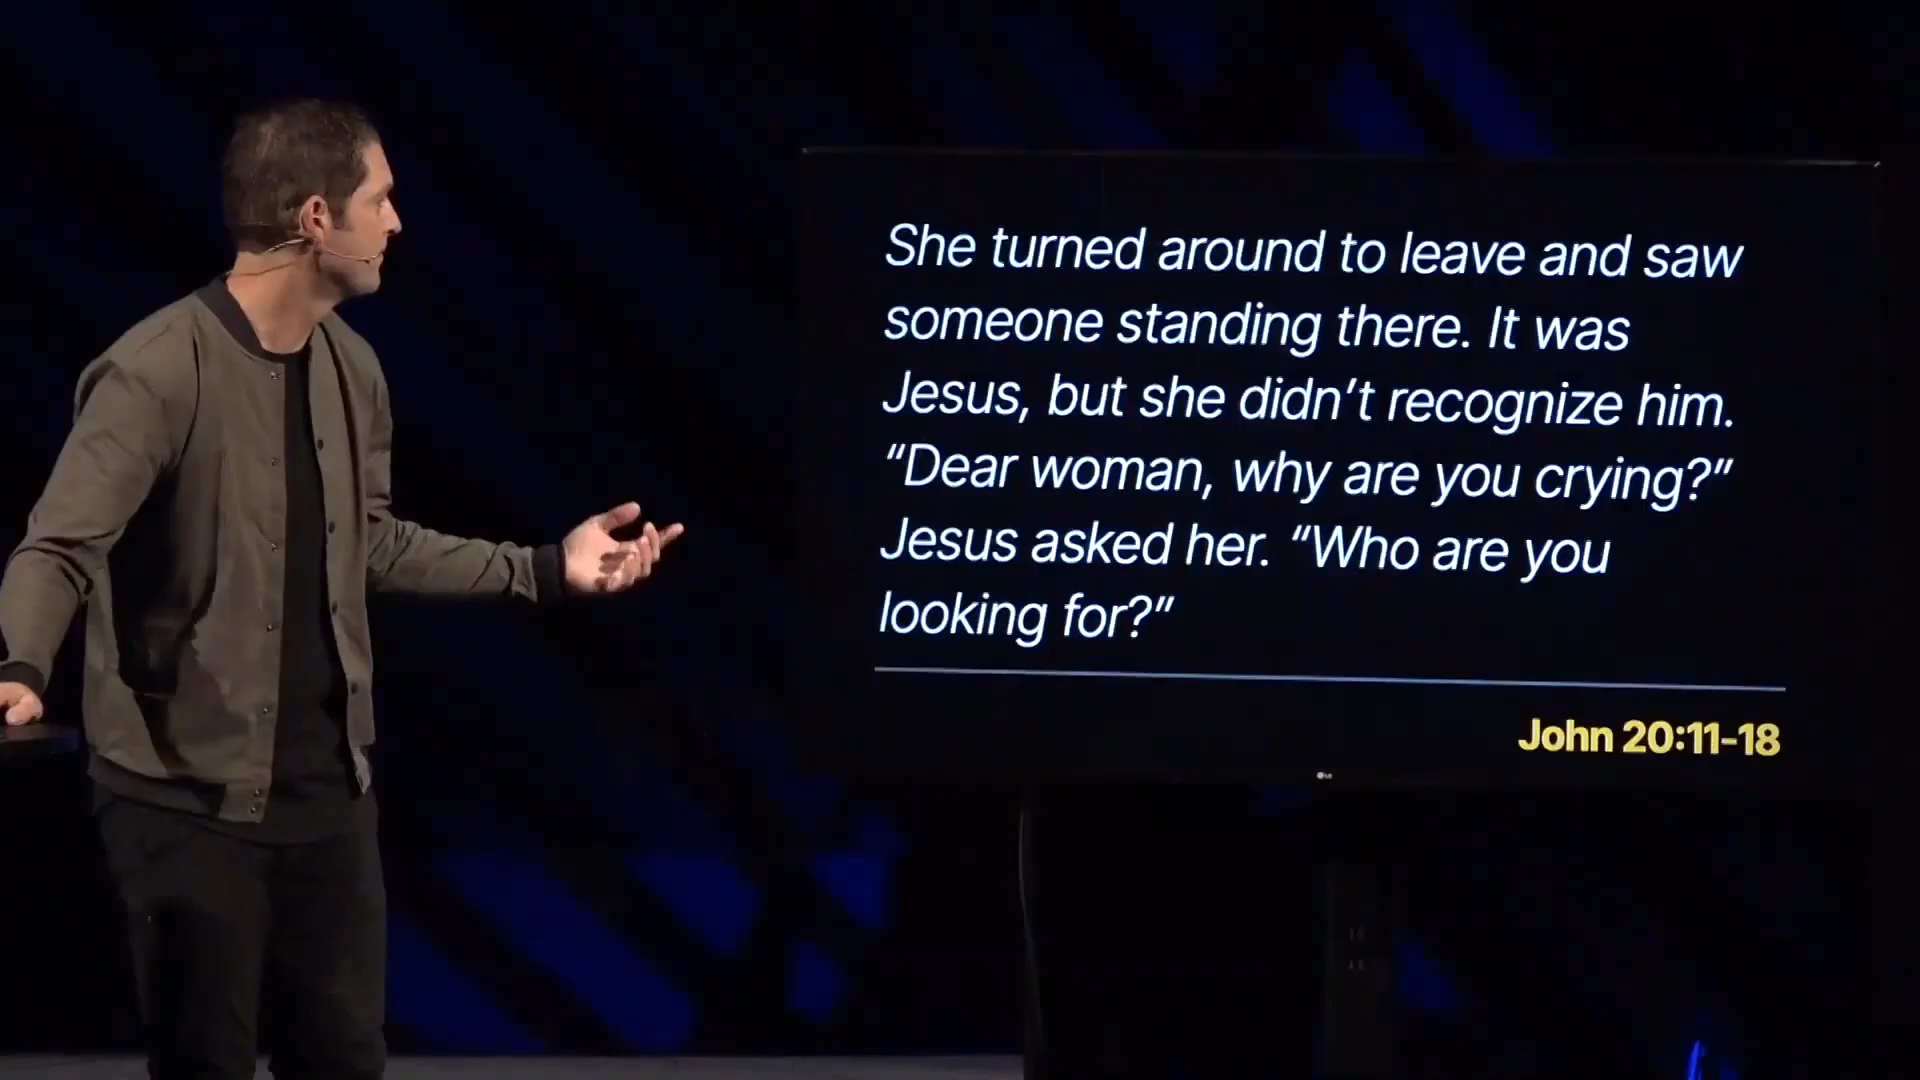 She turned around to leave and saw
someone standing there. It was
Jesus, but she didn’t recognize him.
“Dear woman, why are you crying?”
Jesus asked her. “Who are you
looking for?”
John 20:11-18
LG